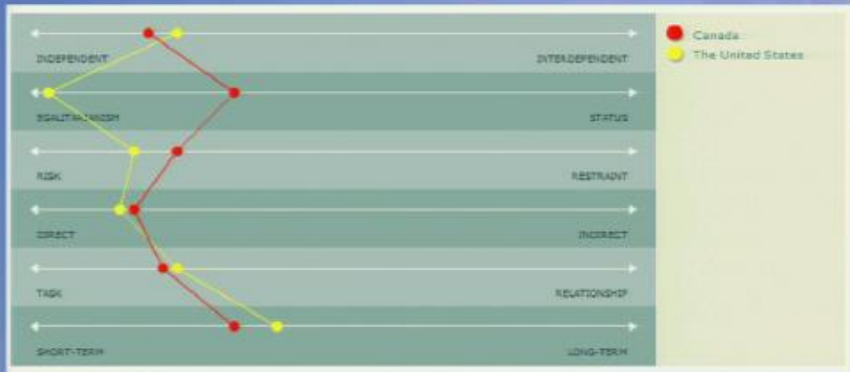 INDEPENDENT INTERDEPENDENT
EGALITARIANISM STATUS
RISK RESTRAINT
DIRECT INDIRECT
TASK RELATIONSHIP
SHORT-TERM LONG-TERM
Canada
The United States